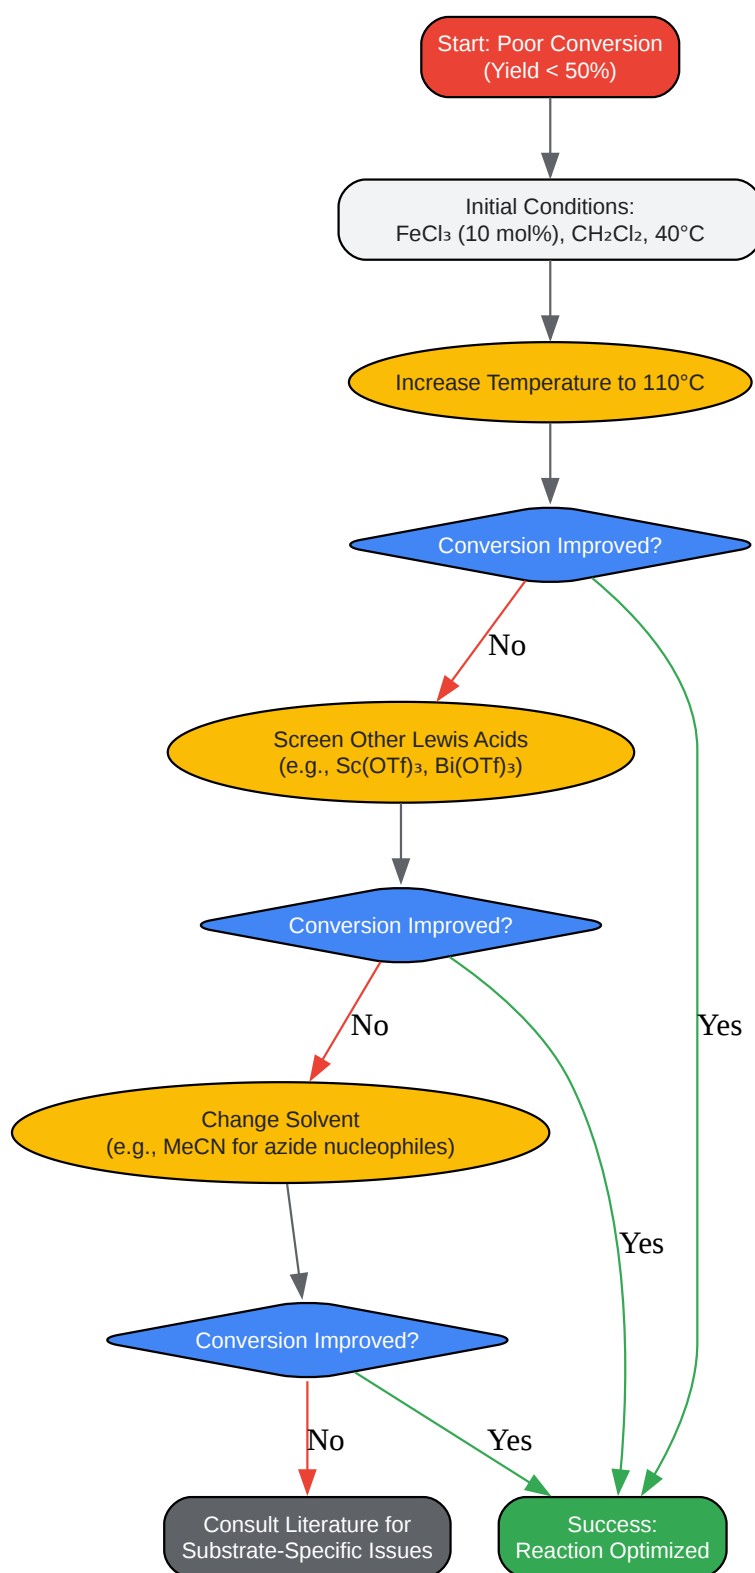 Start: Poor Conversion
(Yield < 50%)
Initial Conditions:
FeCl₃ (10 mol%), CH₂Cl₂, 40°C
Increase Temperature to 110°C
Conversion Improved?
No
Screen Other Lewis Acids
(e.g., Sc(OTf)₃, Bi(OTf)₃)
Conversion Improved?
No
Yes
Change Solvent
(e.g., MeCN for azide nucleophiles)
Yes
Conversion Improved?
No
Yes
Consult Literature for
Substrate-Specific Issues
Success:
Reaction Optimized